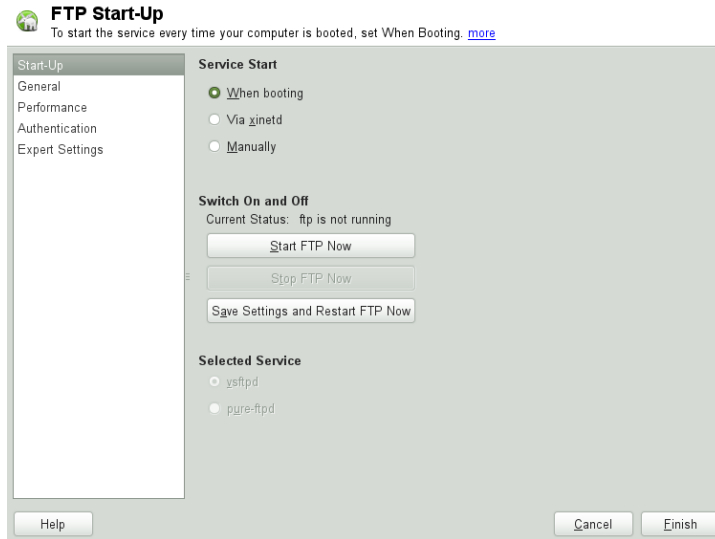 FTP Start-Up
To start the service every time your computer is booted, set When Booting. more
Start-Up
General
Performance
Authentication
Expert Settings
Service Start
When booting
Via xinetd
Manually
Switch On and Off
Current Status: ftp is not running
Start FTP Now
Stop FTP Now
Save Settings and Restart FTP Now
Selected Service
vsftpd
pure-ftpd
Help
Cancel
Finish